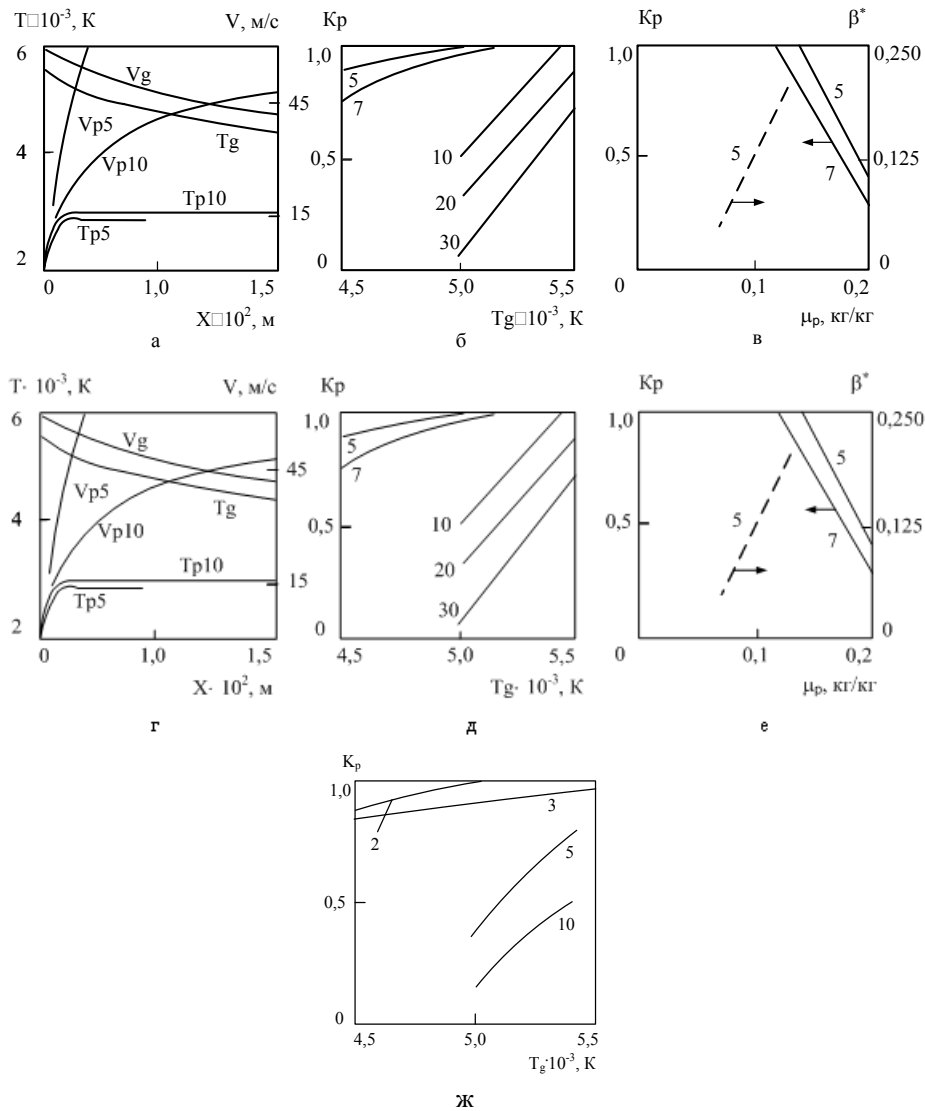 T□10⁻³, К V, м/с Kp Kp β*
6 1,0 1,0 0,250
Vg
5
5
45
7
Vp5
Tg
4 Vp10 10 5
0,5 0,5 0,125
7
20
Tp10
15
Tp5 30
2 0 0
0 1,0 1,5 4,5 5,0 5,5 0 0,1 0,2
X□10², м Tg□10⁻³, К μp, кг/кг
а б в
T· 10⁻³, К V, м/с Kp Kp β*
6 1,0 1,0 0,250
Vg
5
5
45
7
Vp5
Tg
4 Vp10 10 5
0,5 0,5 0,125
7
20
Tp10
15
Tp5 30
2 0 0
0 1,0 1,5 4,5 5,0 5,5 0 0,1 0,2
X· 10², м Tg· 10⁻³, К μp, кг/кг
г д е
Kp
1,0
3
2
5
0,5
10
0
4,5 5,0 5,5
Tg·10⁻³, К
ж